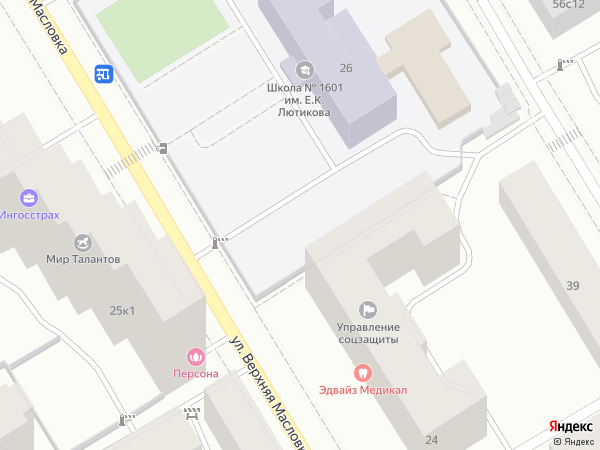 56с12
Масловка
26
Школа № 1601
им. Е.К.
Лютикова
Ингосстрах
Мир Талантов
25к1
39
Управление
соцзащиты
ул. Верхняя Масловка
Персона
Эдвайз Медикал
24
Яндекс
© Яндекс